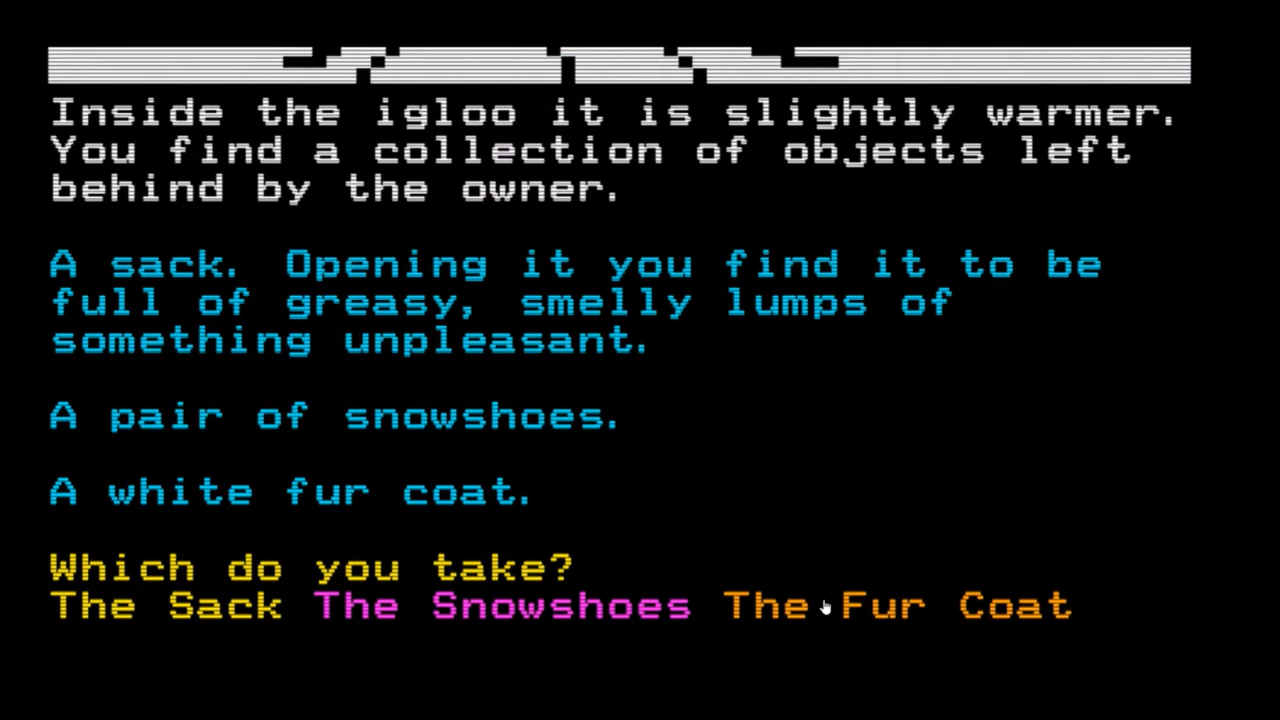 Inside the igloo it is slightly warmer.
You find a collection of objects left
behind by the owner.
A sack. Opening it you find it to be
full of greasy, smelly lumps of
something unpleasant.
A pair of snowshoes.
A white fur coat.
Which do you take?
The Sack The Snowshoes The Fur Coat